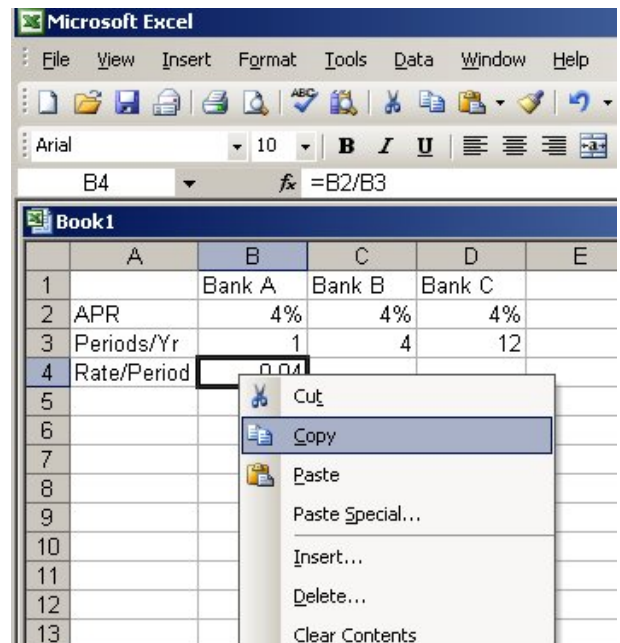 Microsoft Excel
File View Insert Format Tools Data Window Help
ABC
Arial 10 B I U a
B4 fx =B2/B3
Book1
A B C D E
1 Bank A Bank B Bank C
2 APR 4% 4% 4%
3 Periods/Yr 1 4 12
4 Rate/Period 0.04
5 Cut
6 Copy
7
8 Paste
9 Paste Special...
10
11 Insert...
12 Delete...
13 Clear Contents